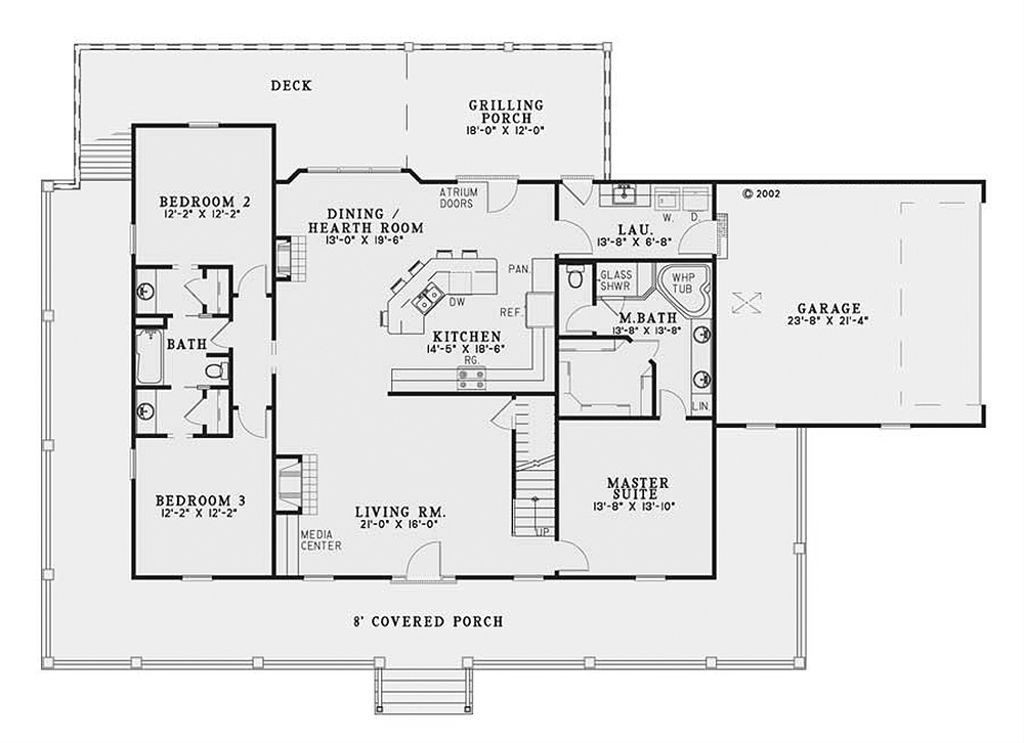 DECK
GRILLING
PORCH
18'-0" X 12'-0"
BEDROOM 2
12'-2" X 12'-2"
DINING /
HEARTH ROOM
13'-0" X 19'-6"
ATRIUM
DOORS
W. D.
LAU.
13'-8" X 6'-8"
© 2002
GLASS
SHWR
WHP
TUB
PAN.
DW
REF.
M.BATH
13'-8" X 13'-8"
GARAGE
23'-8" X 21'-4"
KITCHEN
14'-5" X 18'-6"
RG.
BATH
LIN.
BEDROOM 3
12'-2" X 12'-2"
LIVING RM.
21'-0" X 16'-0"
MEDIA
CENTER
UP
MASTER
SUITE
13'-8" X 13'-10"
8' COVERED PORCH